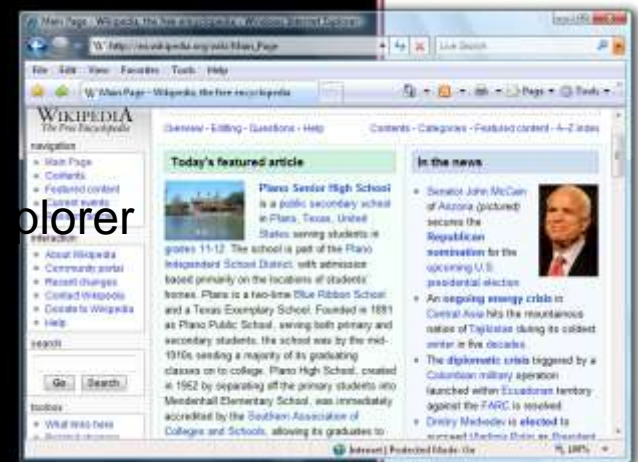 Main Page - Wikipedia, the free encyclopedia - Windows Internet Explorer
http://en.wikipedia.org/wiki/Main_Page
Live Search
File Edit View Favorites Tools Help
Main Page - Wikipedia, the free encyclopedia
Page Tools
WIKIPEDIA
The Free Encyclopedia
navigation
Main Page
Contents
Featured content
Current events
plorer
interaction
About Wikipedia
Community portal
Recent changes
Contact Wikipedia
Donate to Wikipedia
Help
search
Go Search
toolbox
What links here
Overview - Editing - Questions - Help
Contents - Categories - Featured content - A-Z index
Today's featured article
Plano Senior High School
is a public secondary school
in Plano, Texas, United
States serving students in
grades 11-12. The school is part of the Plano
Independent School District, with admission
based primarily on the locations of students'
homes. Plano is a two-time Blue Ribbon School
and a Texas Exemplary School. Founded in 1891
as Plano Public School, serving both primary and
secondary students, the school was by the mid-
1910s sending a majority of its graduating
classes on to college. Plano High School, created
in 1962 by separating off the primary students into
Mendenhall Elementary School, was immediately
accredited by the Southern Association of
Colleges and Schools, allowing its graduates to
In the news
Senator John McCain
of Arizona (pictured)
secures the
Republican
nomination for the
upcoming U.S.
presidential election
An ongoing energy crisis in
Central Asia hits the mountainous
nation of Tajikistan during its coldest
winter in five decades.
The diplomatic crisis triggered by a
Colombian military operation
launched within Ecuadorian territory
against the FARC is resolved.
Dmitry Medvedev is elected to
succeed Vladimir Putin as President
Internet | Protected Mode: On
100%